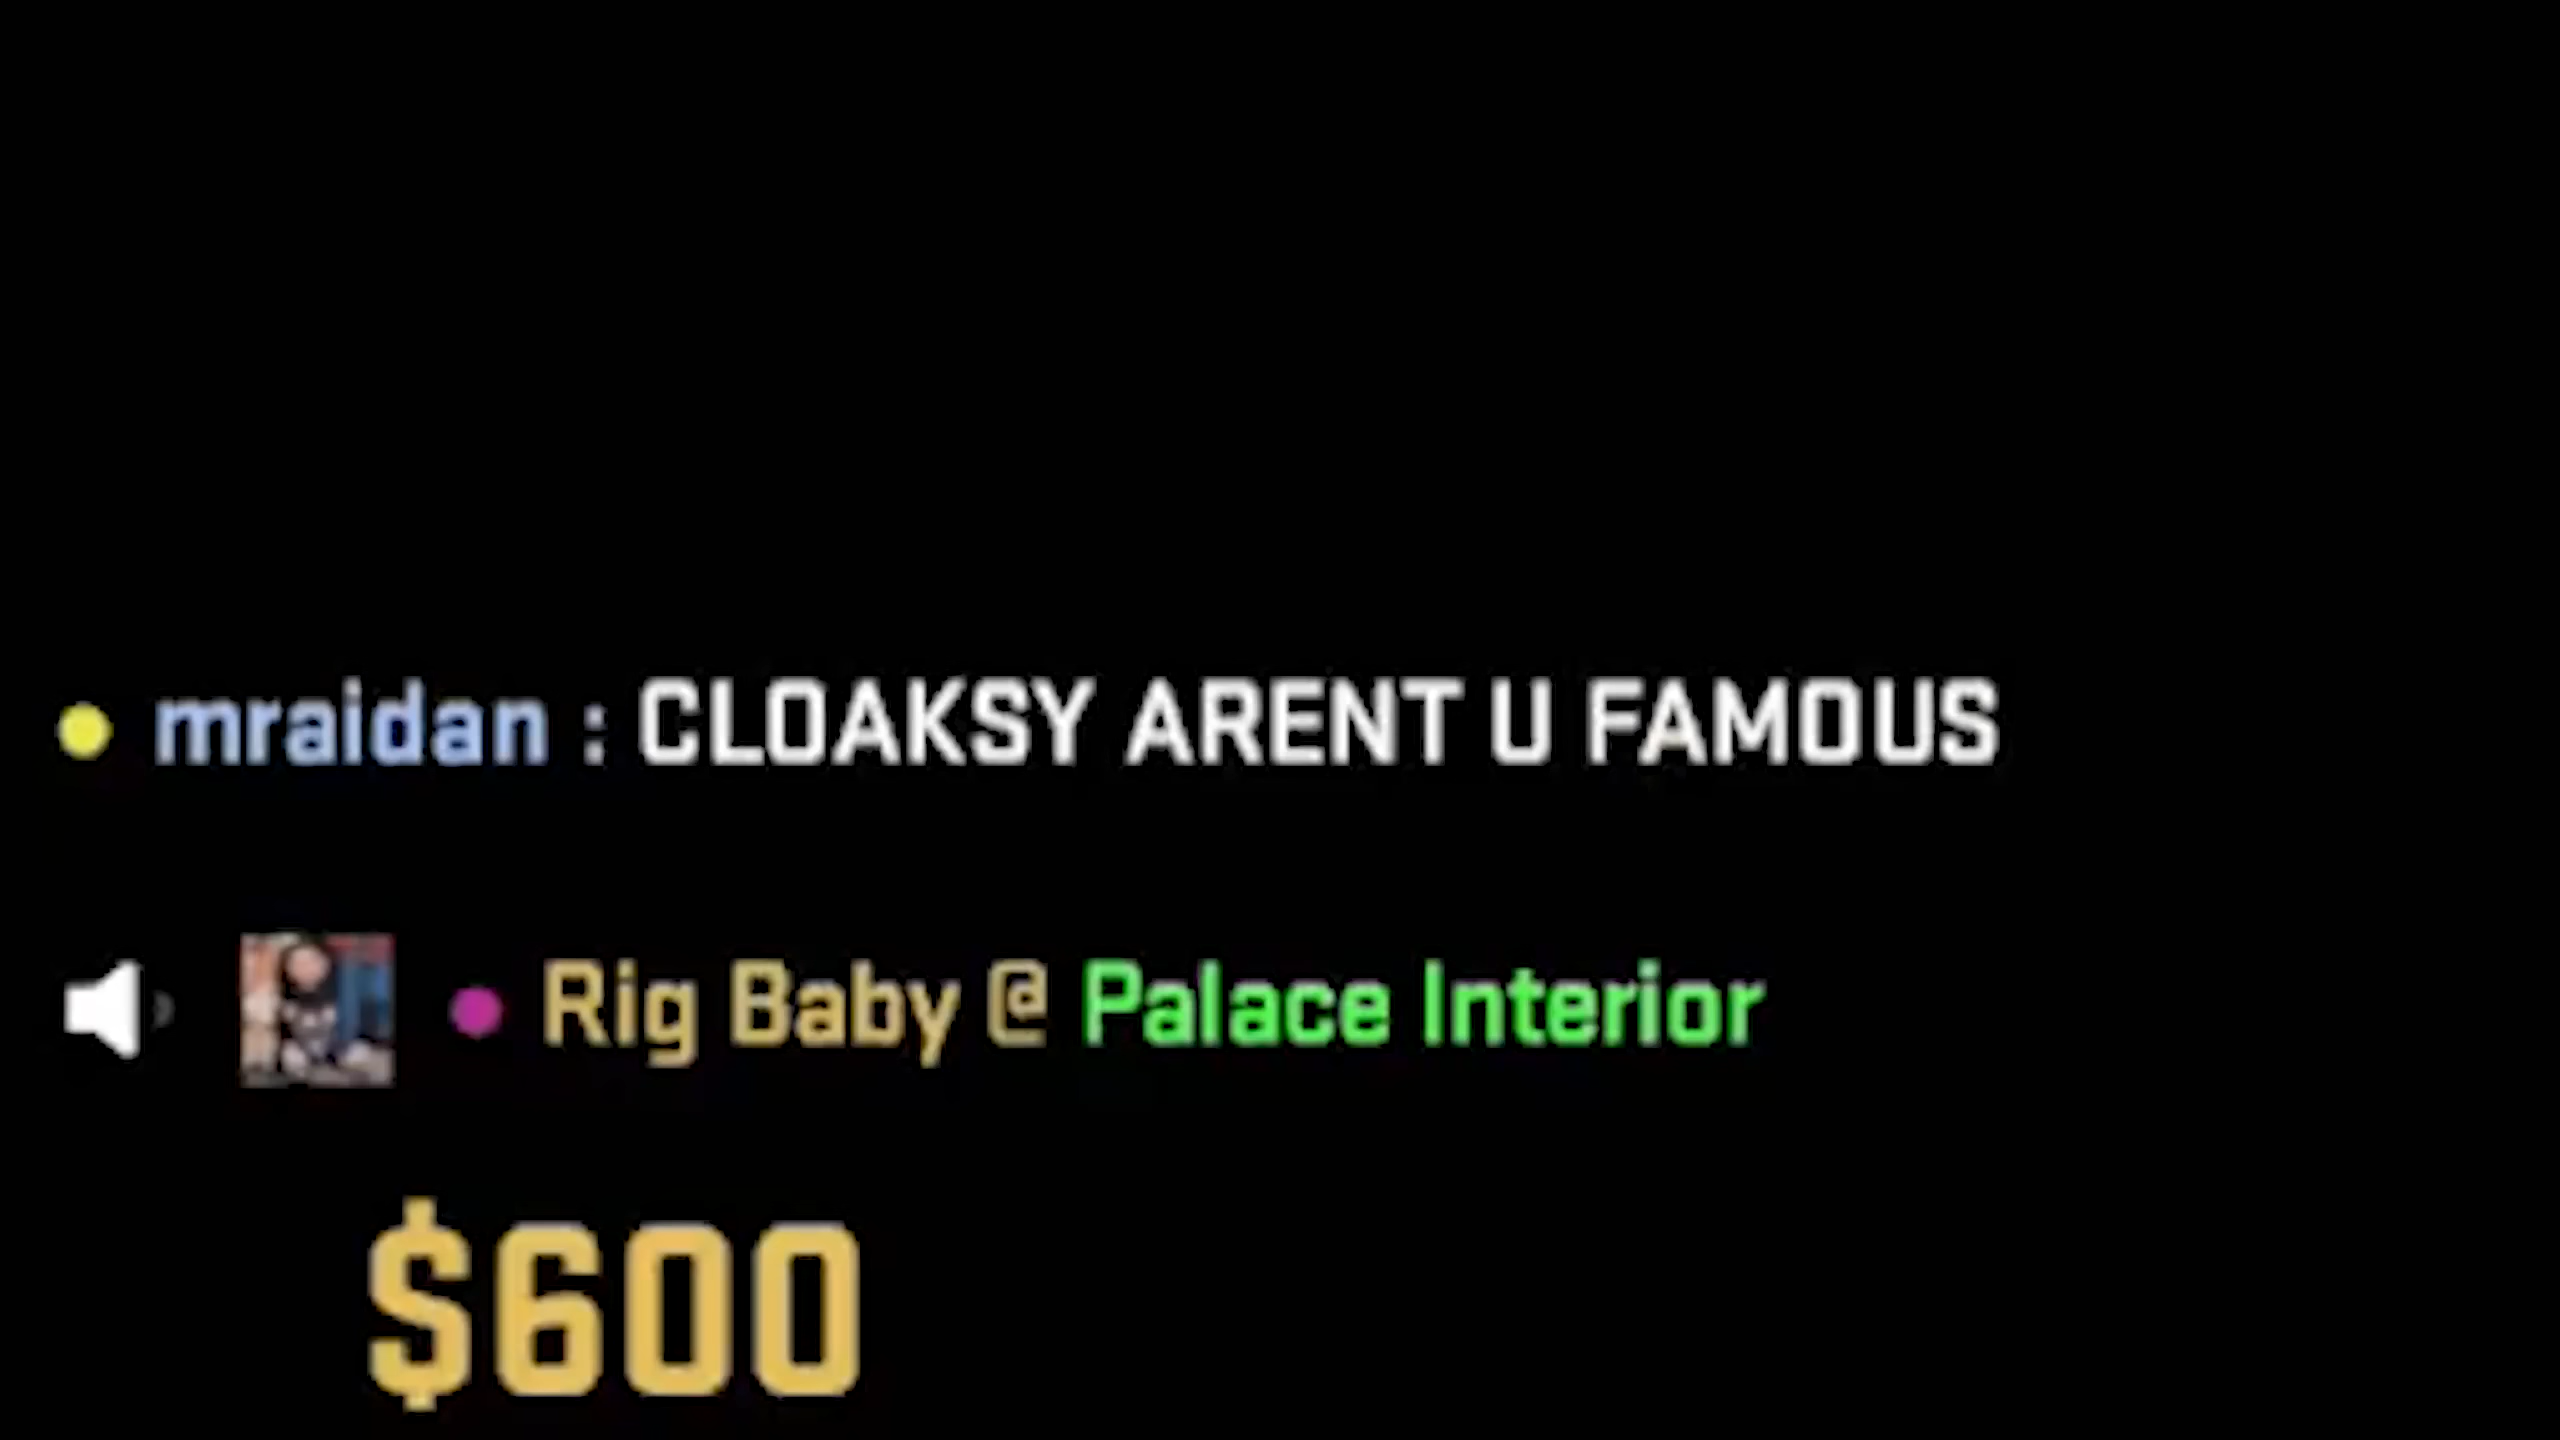 mraidan : CLOAKSY ARENT U FAMOUS
Rig Baby @ Palace Interior
$600